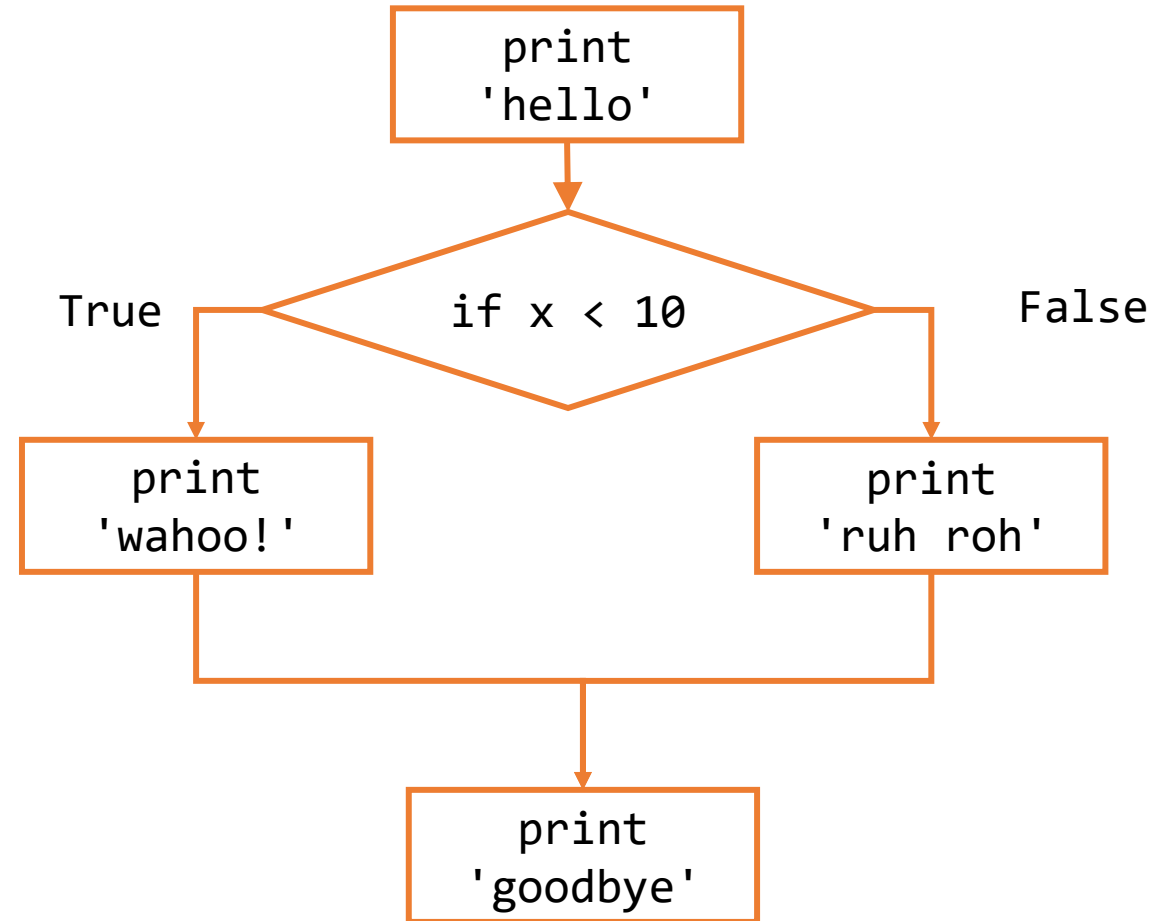 print
'hello'
True
if x < 10
False
print
'wahoo!'
print
'ruh roh'
print
'goodbye'